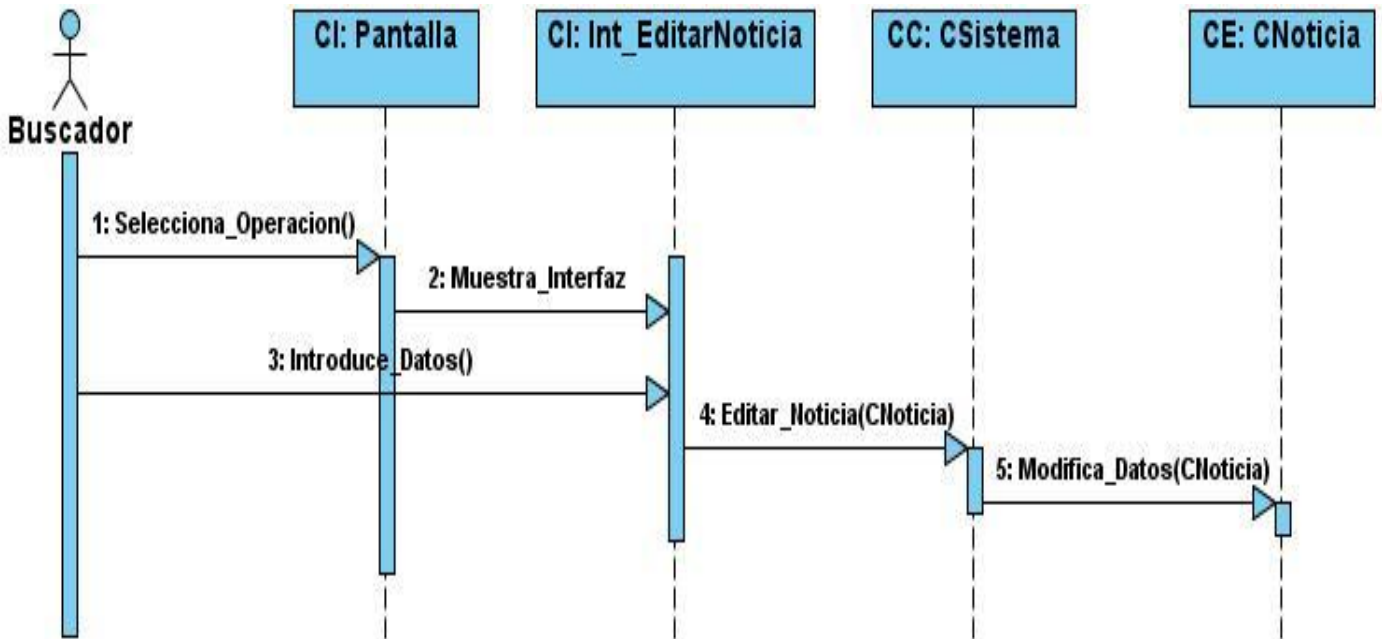 CI: Pantalla
CI: Int_EditarNoticia
CC: CSistema
CE: CNoticia
Buscador
1: Selecciona_Operacion()
2: Muestra_Interfaz
3: Introduce_Datos()
4: Editar_Noticia(CNoticia)
5: Modifica_Datos(CNoticia)